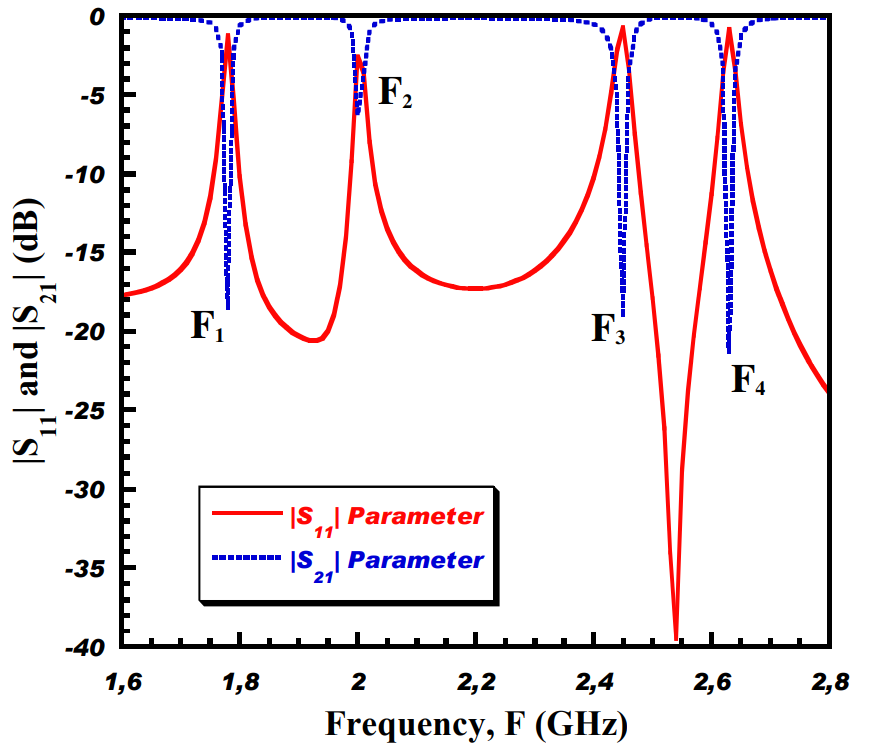 |S11| and |S21| (dB)
0
-5
-10
-15
-20
-25
-30
-35
-40
F1
F2
F3
F4
|S11| Parameter
|S21| Parameter
1,6 1,8 2 2,2 2,4 2,6 2,8
Frequency, F (GHz)